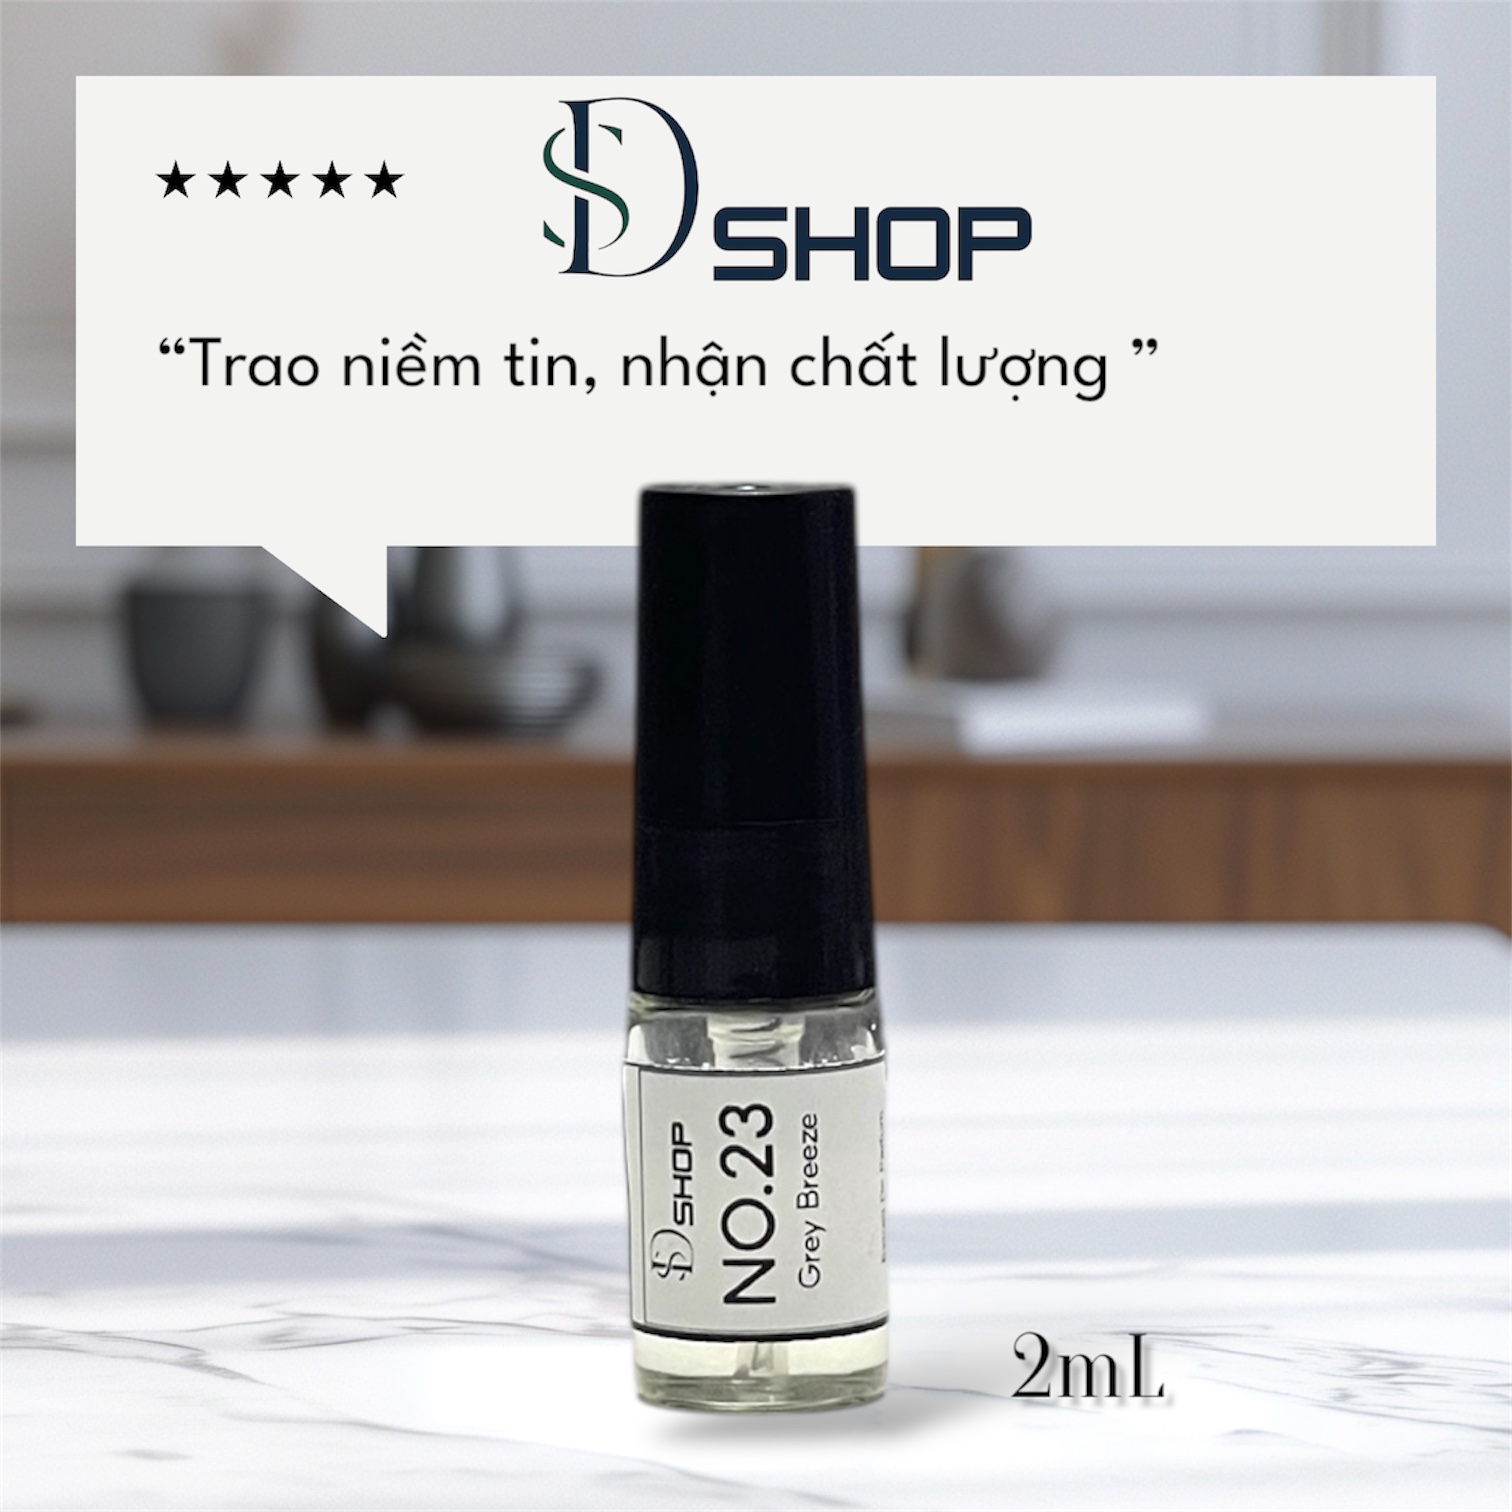 ★★★★★
SD SHOP
“Trao niềm tin, nhận chất lượng ”
SD SHOP
NO.23
Grey Breeze
2mL